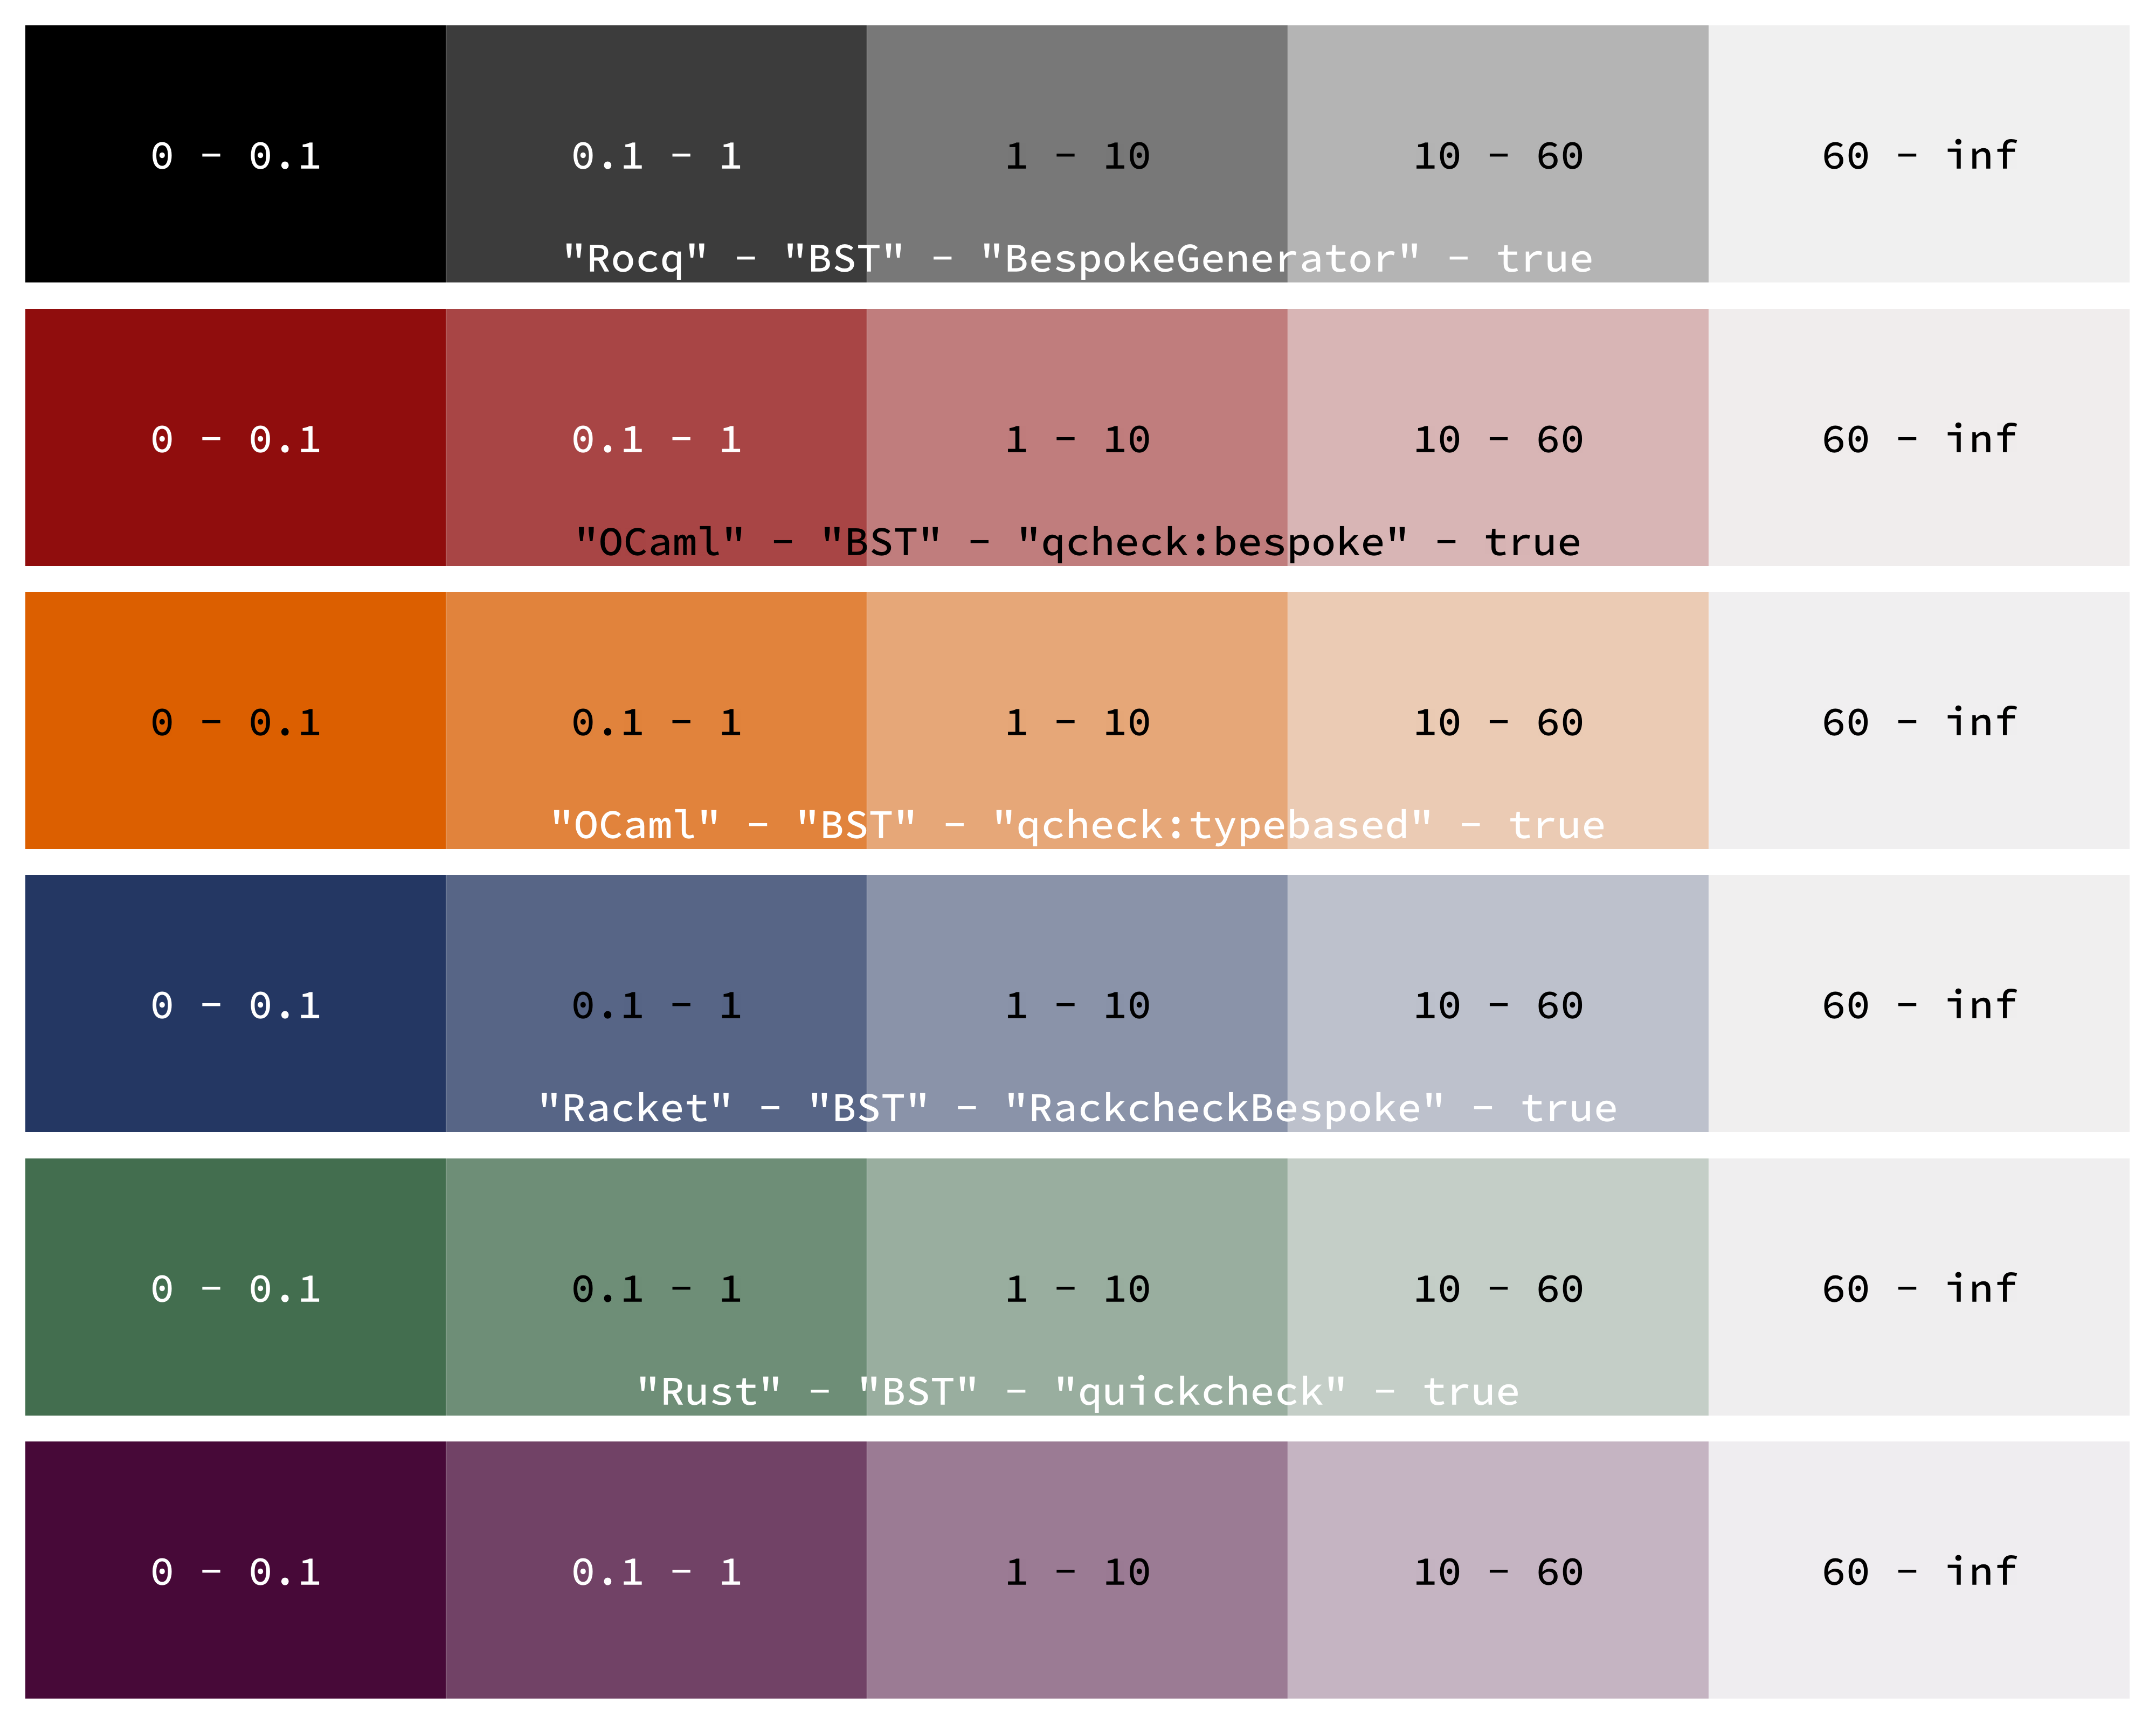 0 - 0.1 0.1 - 1 1 - 10 10 - 60 60 - inf
"Rocq" - "BST" - "BespokeGenerator" - true
0 - 0.1 0.1 - 1 1 - 10 10 - 60 60 - inf
"OCaml" - "BST" - "qcheck:bespoke" - true
0 - 0.1 0.1 - 1 1 - 10 10 - 60 60 - inf
"OCaml" - "BST" - "qcheck:typebased" - true
0 - 0.1 0.1 - 1 1 - 10 10 - 60 60 - inf
"Racket" - "BST" - "RackcheckBespoke" - true
0 - 0.1 0.1 - 1 1 - 10 10 - 60 60 - inf
"Rust" - "BST" - "quickcheck" - true
0 - 0.1 0.1 - 1 1 - 10 10 - 60 60 - inf